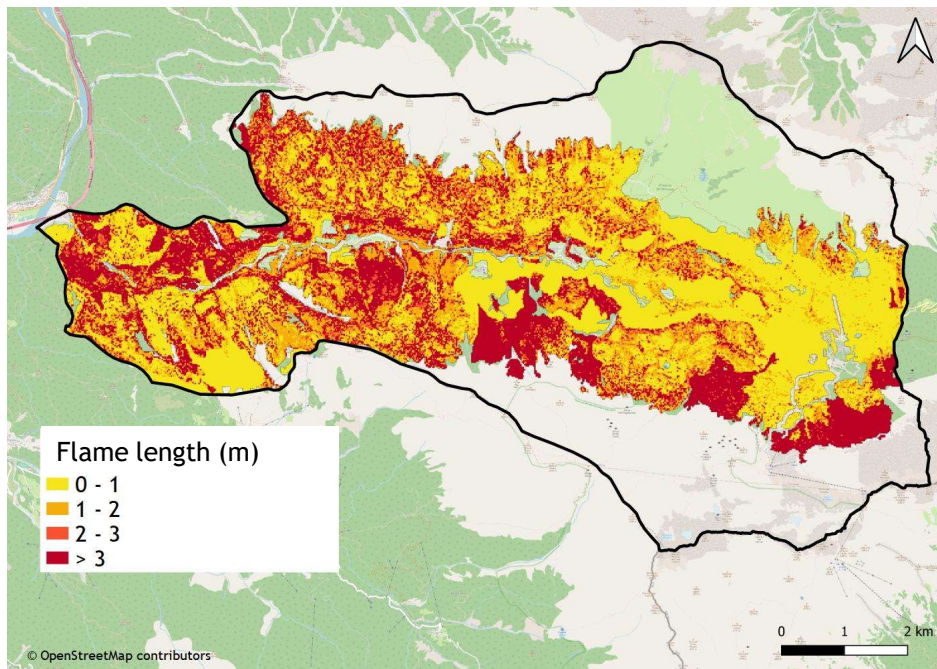 Flame length (m)
0 - 1
1 - 2
2 - 3
> 3
0 1 2 km
© OpenStreetMap contributors